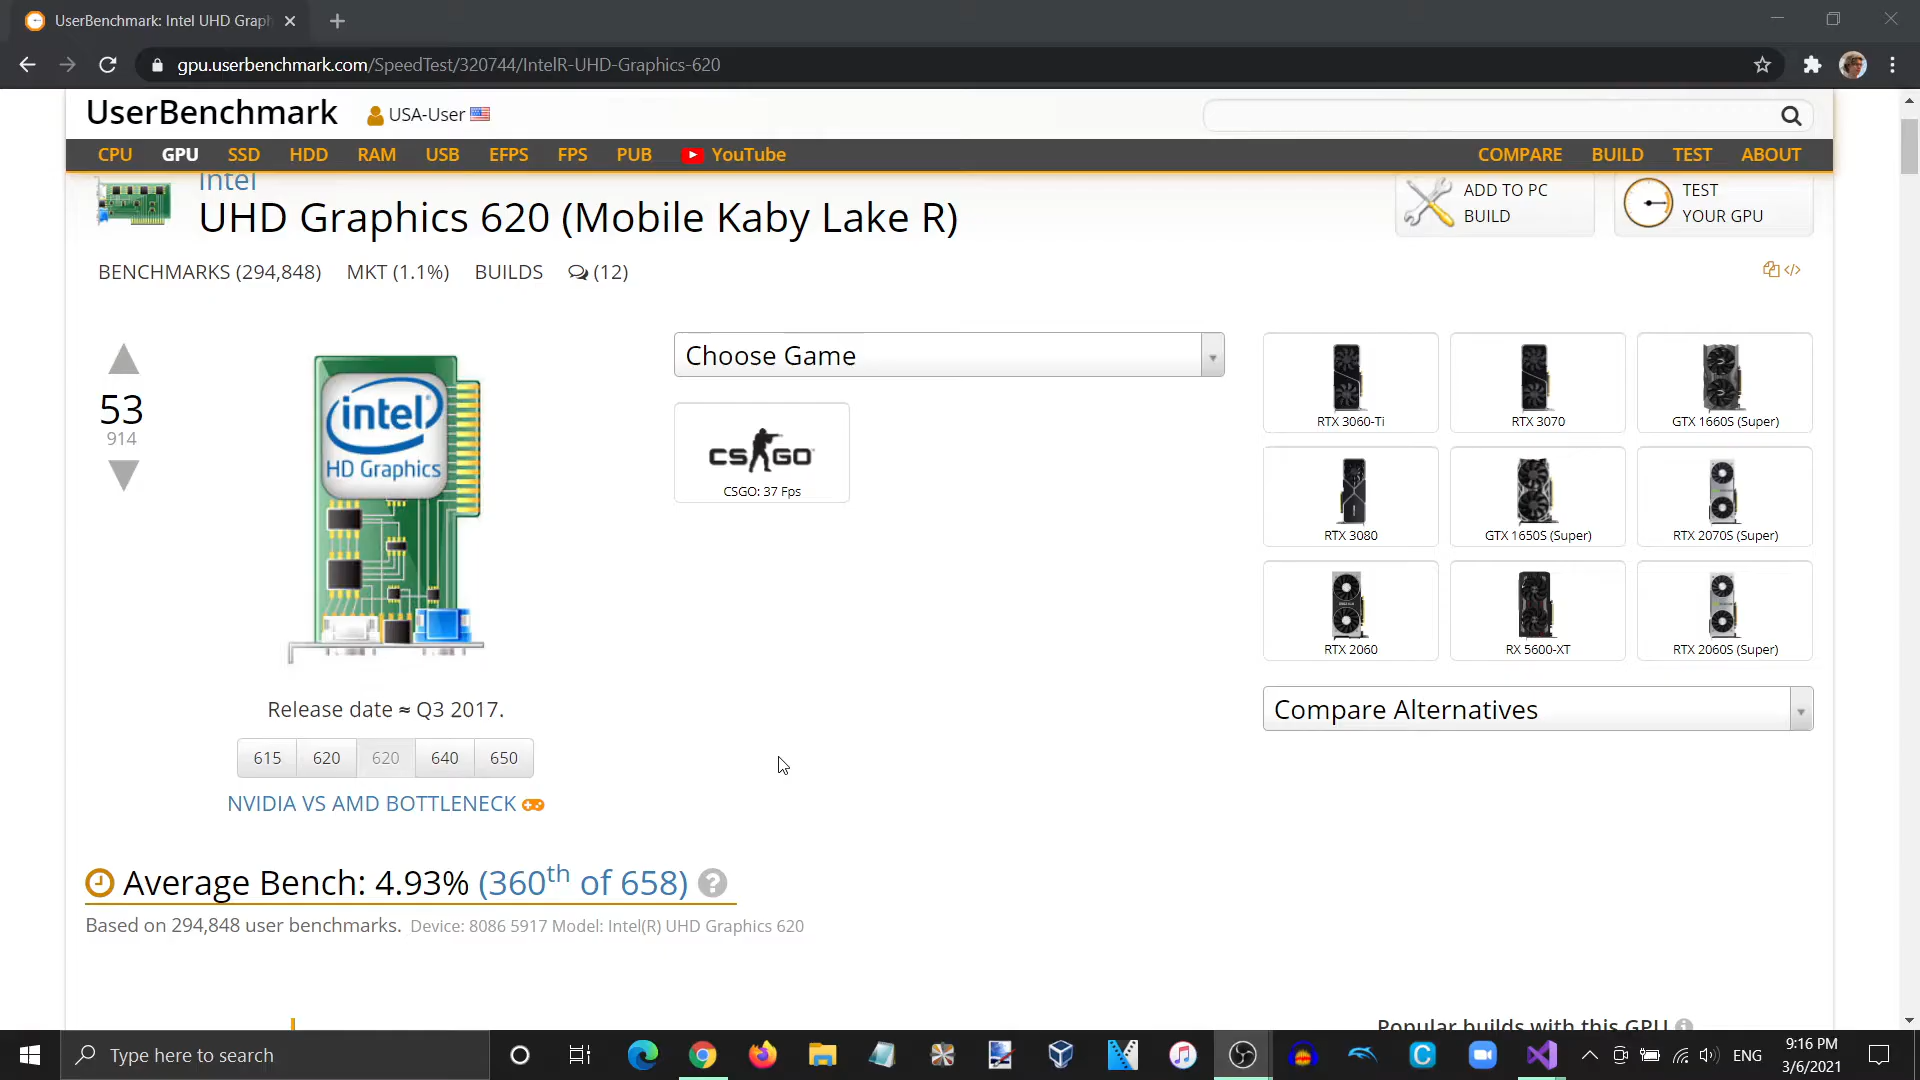 UserBenchmark: Intel UHD Graph
gpu.userbenchmark.com/SpeedTest/320744/IntelR-UHD-Graphics-620
UserBenchmark USA-User
CPU GPU SSD HDD RAM USB EFPS FPS PUB YouTube COMPARE BUILD TEST ABOUT
Intel
UHD Graphics 620 (Mobile Kaby Lake R)
ADD TO PC
BUILD
TEST
YOUR GPU
BENCHMARKS (294,848) MKT (1.1%) BUILDS (12)
53
914
intel
HD Graphics
Release date ≈ Q3 2017.
615 620 620 640 650
NVIDIA VS AMD BOTTLENECK
Choose Game
CS GO
CSGO: 37 Fps
RTX 3060-Ti RTX 3070 GTX 1660S (Super)
RTX 3080 GTX 1650S (Super) RTX 2070S (Super)
RTX 2060 RX 5600-XT RTX 2060S (Super)
Compare Alternatives
Average Bench: 4.93% (360th of 658) ?
Based on 294,848 user benchmarks. Device: 8086 5917 Model: Intel(R) UHD Graphics 620
Popular builds with this GPU
Type here to search
ENG
9:16 PM
3/6/2021